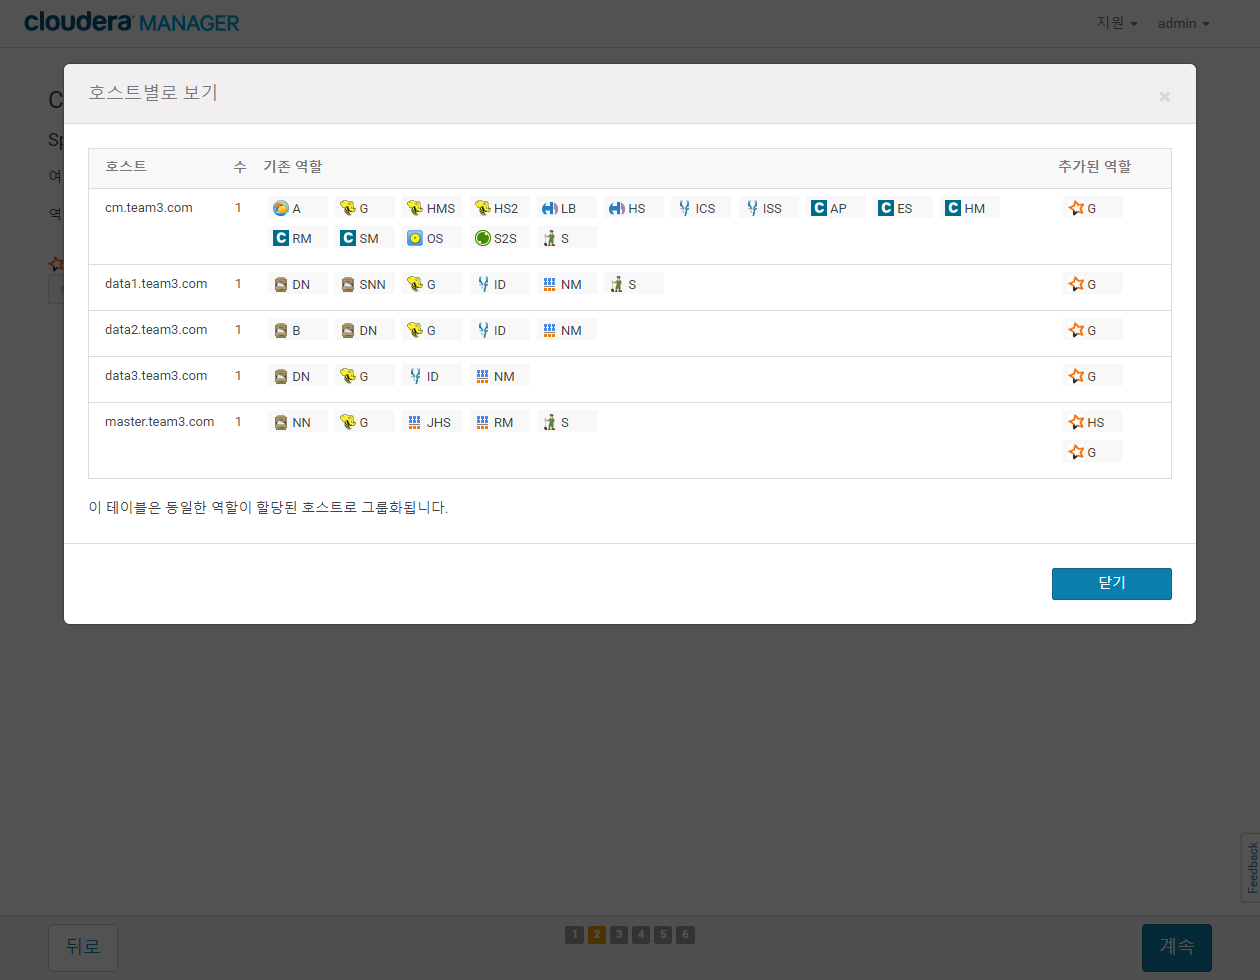 cloudera MANAGER 지원 admin
호스트별로 보기
호스트 수 기존 역할 추가된 역할
cm.team3.com 1 A G HMS HS2 LB HS ICS ISS AP ES HM G
RM SM OS S2S S
data1.team3.com 1 DN SNN G ID NM S G
data2.team3.com 1 B DN G ID NM G
data3.team3.com 1 DN G ID NM G
master.team3.com 1 NN G JHS RM S HS
G
이 테이블은 동일한 역할이 할당된 호스트로 그룹화됩니다.
닫기
Feedback
뒤로 1 2 3 4 5 6 계속